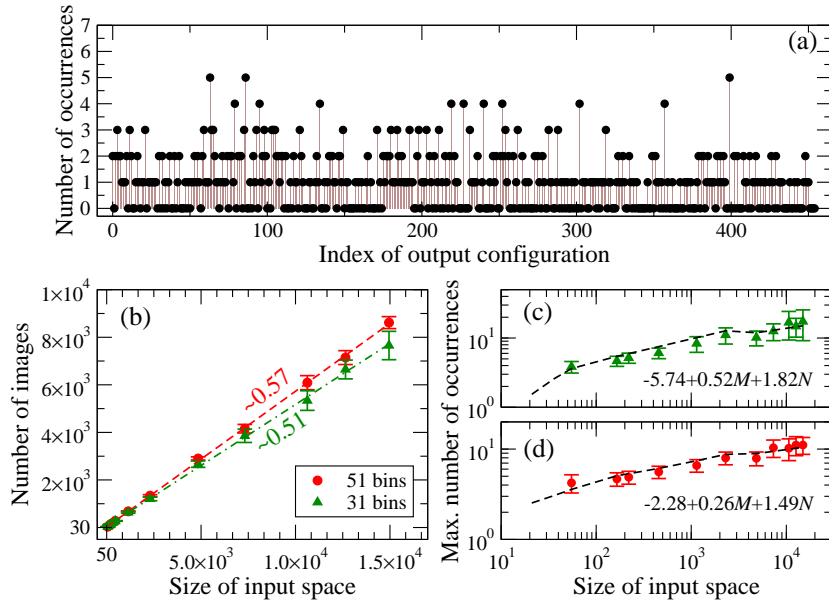 (a)
Number of occurrences
7
6
5
4
3
2
1
0
0
100
200
300
400
Index of output configuration
(b)
Number of images
1×10⁴
8×10³
6×10³
4×10³
2×10³
30
~0.57
~0.51
51 bins
31 bins
50
5.0×10³
1.0×10⁴
1.5×10⁴
Size of input space
Max. number of occurrences
(c)
10¹
10⁰
-5.74+0.52M+1.82N
(d)
10¹
10⁰
-2.28+0.26M+1.49N
10¹
10²
10³
10⁴
Size of input space